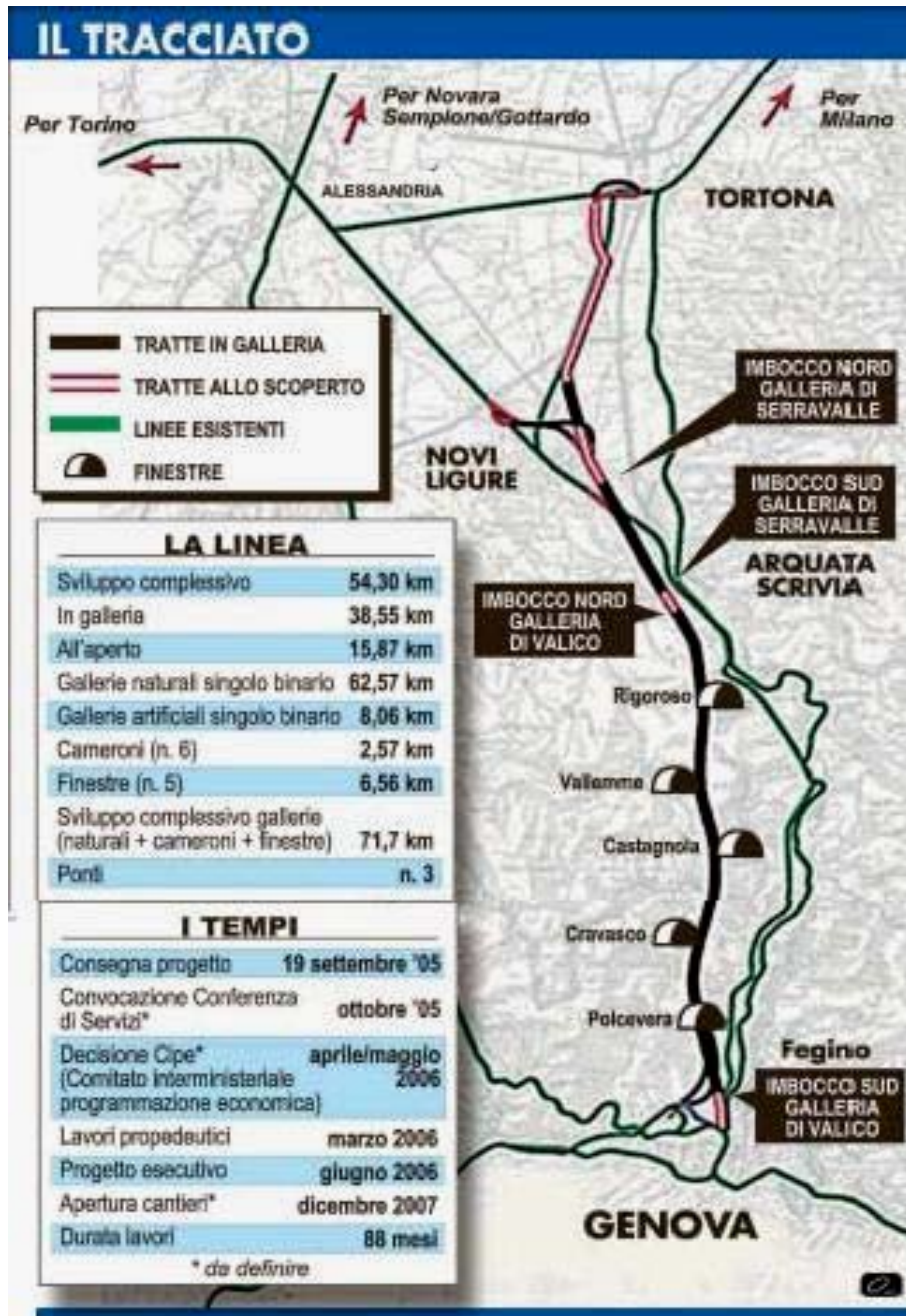 IL TRACCIATO
Per Torino
Per Novara
Sempione/Gottardo
Per
Milano
ALESSANDRIA
TORTONA
TRATTE IN GALLERIA
TRATTE ALLO SCOPERTO
LINEE ESISTENTI
FINESTRE
IMBOCCO NORD
GALLERIA DI
SERRAVALLE
NOVI
LIGURE
IMBOCCO SUD
GALLERIA DI
SERRAVALLE
ARQUATA
SCRIVIA
IMBOCCO NORD
GALLERIA
DI VALICO
LA LINEA
Sviluppo complessivo 54,30 km
In galleria 38,55 km
All'aperto 15,87 km
Gallerie naturali singolo binario 62,57 km
Gallerie artificiali singolo binario 8,06 km
Cameroni (n. 6) 2,57 km
Finestre (n. 5) 6,56 km
Sviluppo complessivo gallerie
(naturali + cameroni + finestre) 71,7 km
Ponti n. 3
Rigoroso
Vallemme
Castagnola
Cravasco
Polcevera
Fegino
IMBOCCO SUD
GALLERIA
DI VALICO
I TEMPI
Consegna progetto 19 settembre '05
Convocazione Conferenza
di Servizi* ottobre '05
Decisione Cipe* aprile/maggio
(Comitato interministeriale 2006
programmazione economica)
Lavori propedeutici marzo 2006
Progetto esecutivo giugno 2006
Apertura cantieri* dicembre 2007
Durata lavori 88 mesi
* da definire
GENOVA